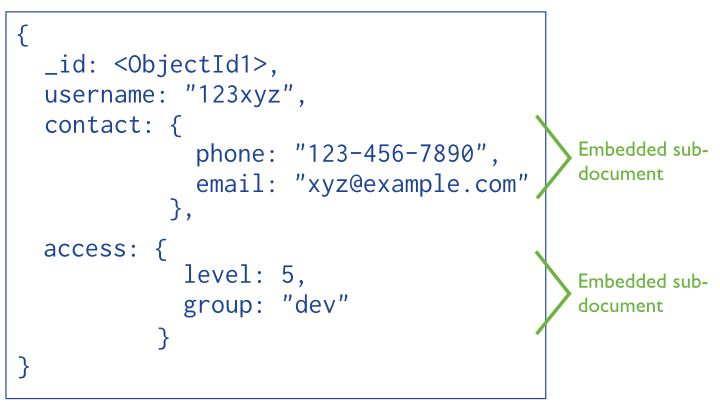 {
_id: <ObjectId1>,
username: "123xyz",
contact: {
phone: "123-456-7890",
email: "xyz@example.com"
},
Embedded sub-
document
access: {
level: 5,
group: "dev"
}
Embedded sub-
document
}